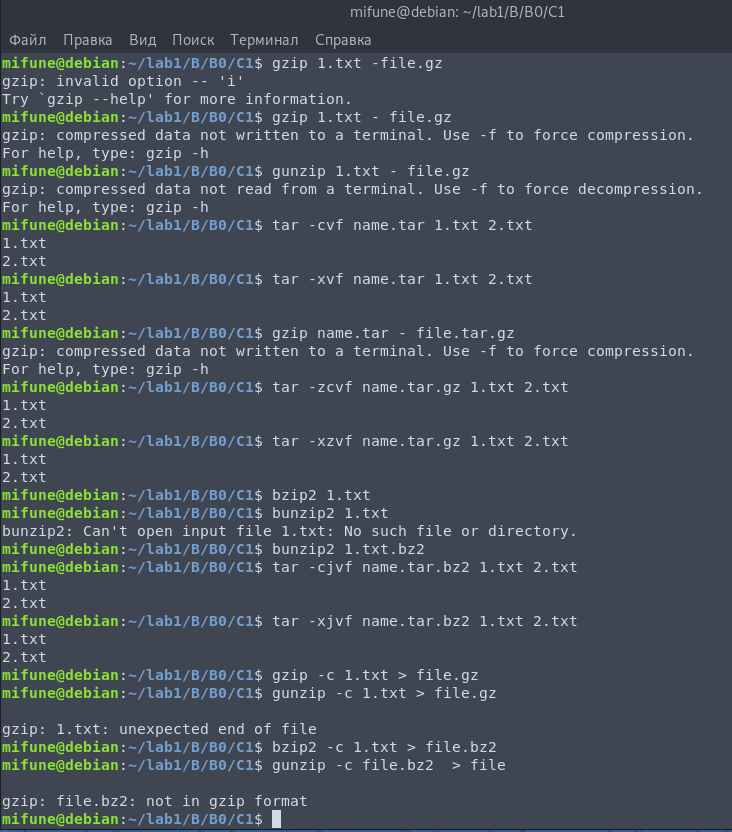 mifune@debian: ~/lab1/B/B0/C1
Файл Правка Вид Поиск Терминал Справка
mifune@debian:~/lab1/B/B0/C1$ gzip 1.txt -file.gz
gzip: invalid option -- 'i'
Try `gzip --help' for more information.
mifune@debian:~/lab1/B/B0/C1$ gzip 1.txt - file.gz
gzip: compressed data not written to a terminal. Use -f to force compression.
For help, type: gzip -h
mifune@debian:~/lab1/B/B0/C1$ gunzip 1.txt - file.gz
gzip: compressed data not read from a terminal. Use -f to force decompression.
For help, type: gzip -h
mifune@debian:~/lab1/B/B0/C1$ tar -cvf name.tar 1.txt 2.txt
1.txt
2.txt
mifune@debian:~/lab1/B/B0/C1$ tar -xvf name.tar 1.txt 2.txt
1.txt
2.txt
mifune@debian:~/lab1/B/B0/C1$ gzip name.tar - file.tar.gz
gzip: compressed data not written to a terminal. Use -f to force compression.
For help, type: gzip -h
mifune@debian:~/lab1/B/B0/C1$ tar -zcvf name.tar.gz 1.txt 2.txt
1.txt
2.txt
mifune@debian:~/lab1/B/B0/C1$ tar -xzvf name.tar.gz 1.txt 2.txt
1.txt
2.txt
mifune@debian:~/lab1/B/B0/C1$ bzip2 1.txt
mifune@debian:~/lab1/B/B0/C1$ bunzip2 1.txt
bunzip2: Can't open input file 1.txt: No such file or directory.
mifune@debian:~/lab1/B/B0/C1$ bunzip2 1.txt.bz2
mifune@debian:~/lab1/B/B0/C1$ tar -cjvf name.tar.bz2 1.txt 2.txt
1.txt
2.txt
mifune@debian:~/lab1/B/B0/C1$ tar -xjvf name.tar.bz2 1.txt 2.txt
1.txt
2.txt
mifune@debian:~/lab1/B/B0/C1$ gzip -c 1.txt > file.gz
mifune@debian:~/lab1/B/B0/C1$ gunzip -c 1.txt > file.gz

gzip: 1.txt: unexpected end of file
mifune@debian:~/lab1/B/B0/C1$ bzip2 -c 1.txt > file.bz2
mifune@debian:~/lab1/B/B0/C1$ gunzip -c file.bz2  > file

gzip: file.bz2: not in gzip format
mifune@debian:~/lab1/B/B0/C1$